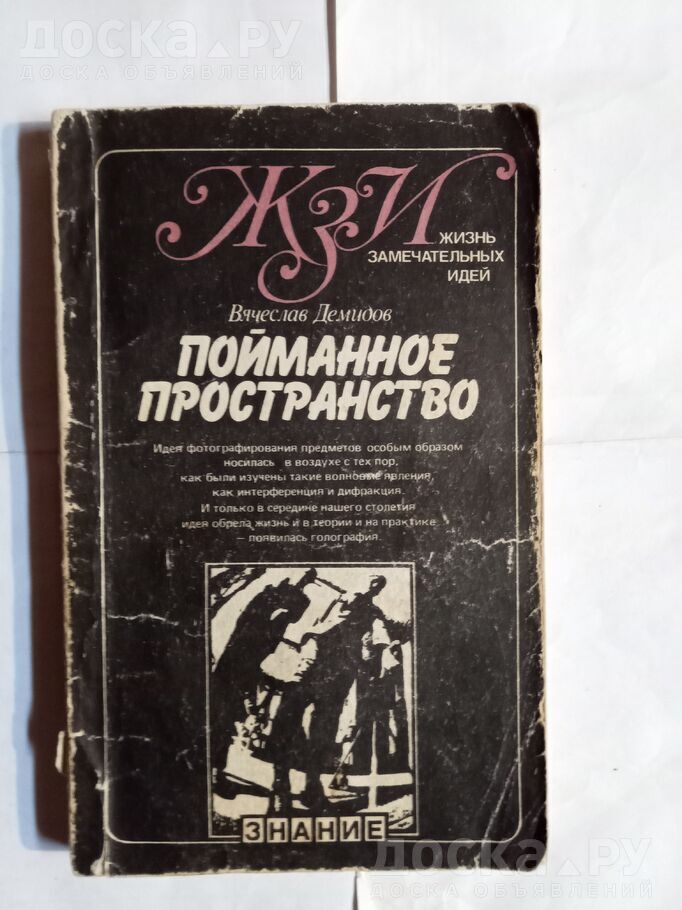 ДОСКА.РУ
ДОСКА ОБЪЯВЛЕНИЙ
ЖЗИ
ЖИЗНЬ
ЗАМЕЧАТЕЛЬНЫХ
ИДЕЙ
Вячеслав Демидов
ПОЙМАННОЕ
ПРОСТРАНСТВО
Идея фотографирования предметов особым образом
носилась в воздухе с тех пор,
как были изучены такие волновые явления,
как интерференция и дифракция.
И только в середине нашего столетия
идея обрела жизнь и в теории и на практике
– появилась голография.
ЗНАНИЕ
ДОСКА.РУ
ДОСКА ОБЪЯВЛЕНИЙ